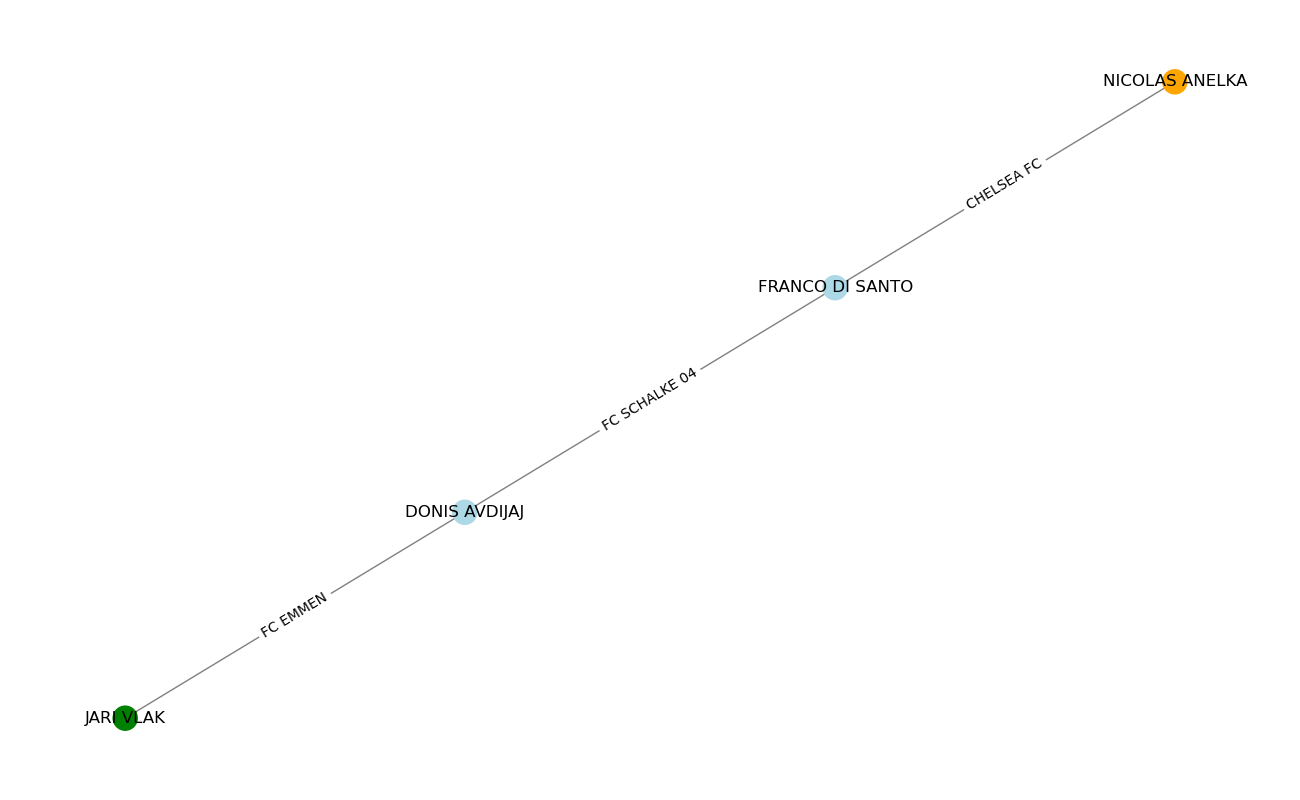 NICOLAS ANELKA
CHELSEA FC
FRANCO DI SANTO
FC SCHALKE 04
DONIS AVDIJAJ
FC EMMEN
JARI VLAK